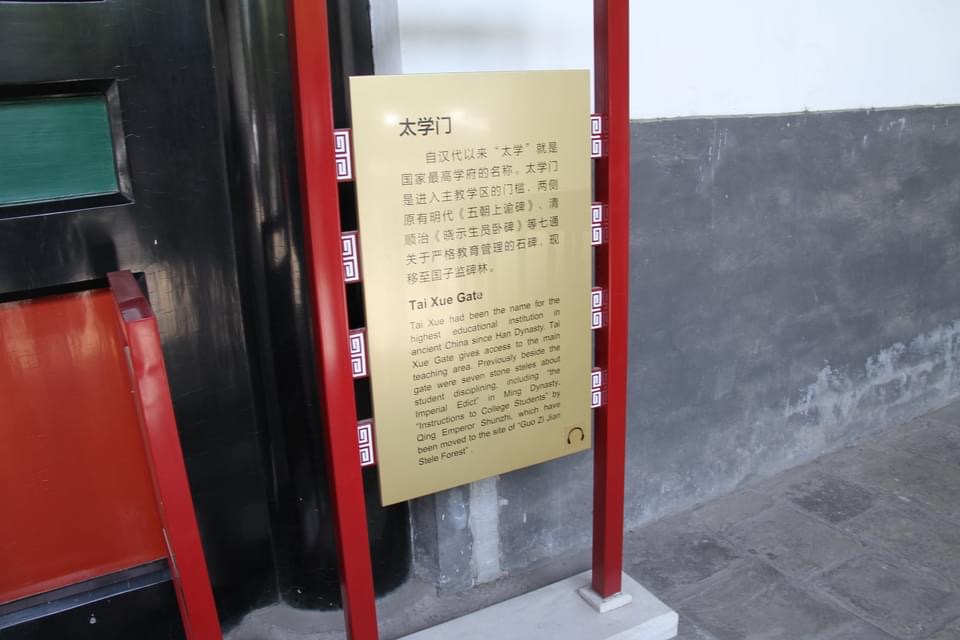 太学门
自汉代以来“太学”就是
国家最高学府的名称。太学门
是进入主教学区的门槛，两侧
原有明代《五朝上谕碑》、清
顺治《晓示生员卧碑》等七通
关于严格教育管理的石碑，现
移至国子监碑林。
Tai Xue Gate
Tai Xue had been the name for the
highest educational institution in
ancient China since Han Dynasty. Tai
Xue Gate gives access to the main
teaching area. Previously beside the
gate were seven stone steles about
student disciplining, including "the
Imperial Edict" in Ming Dynasty,
"Instructions to College Students" by
Qing Emperor Shunzhi, which have
been moved to the site of "Guo Zi Jian
Stele Forest".